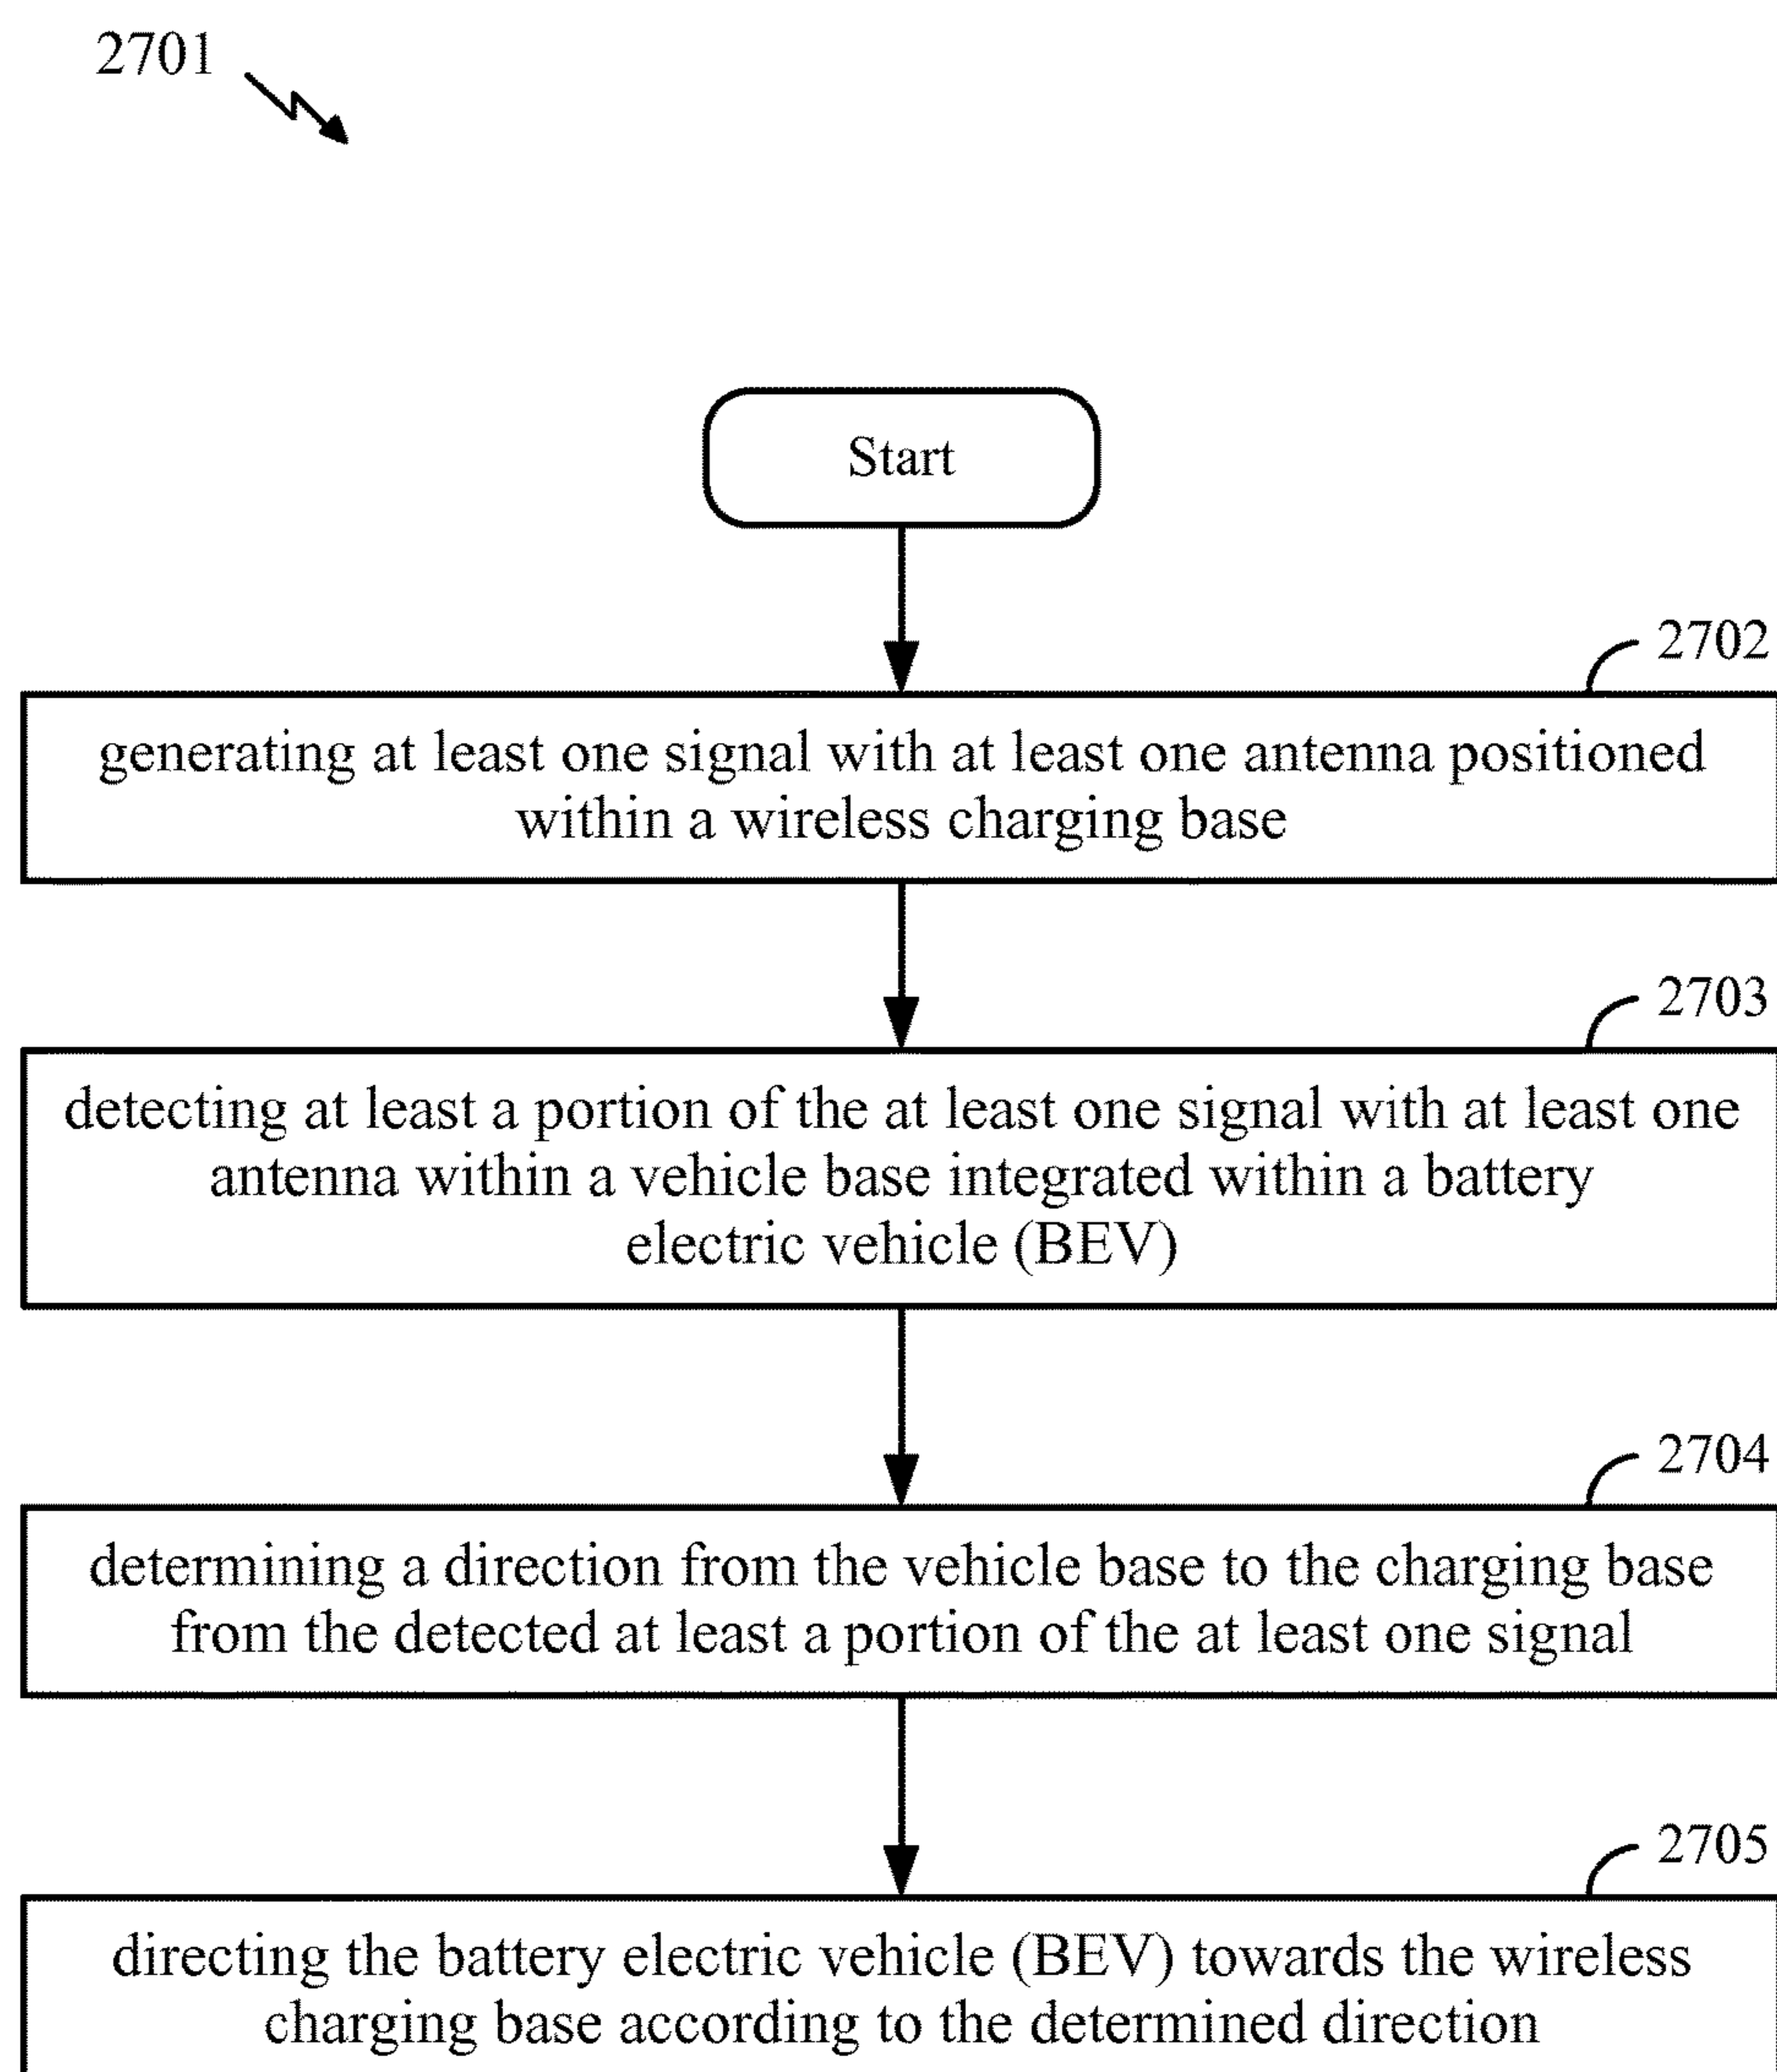 2701
Start
2702
generating at least one signal with at least one antenna positioned
within a wireless charging base
2703
detecting at least a portion of the at least one signal with at least one
antenna within a vehicle base integrated within a battery
electric vehicle (BEV)
2704
determining a direction from the vehicle base to the charging base
from the detected at least a portion of the at least one signal
2705
directing the battery electric vehicle (BEV) towards the wireless
charging base according to the determined direction